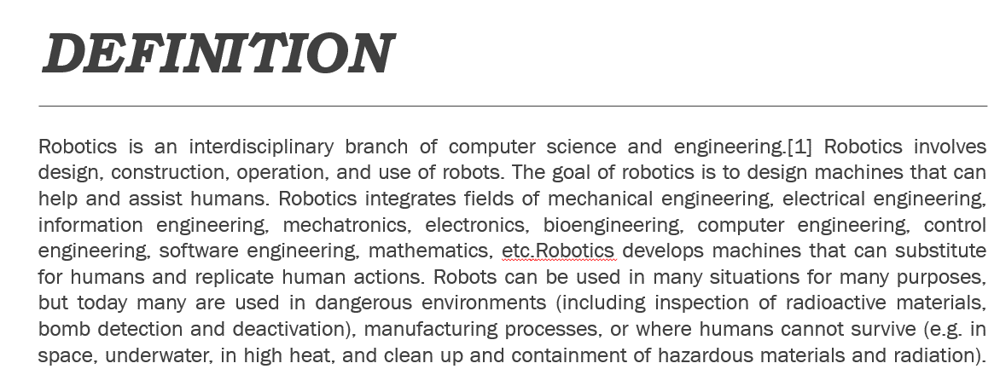 DEFINITION
Robotics is an interdisciplinary branch of computer science and engineering.[1] Robotics involves
design, construction, operation, and use of robots. The goal of robotics is to design machines that can
help and assist humans. Robotics integrates fields of mechanical engineering, electrical engineering,
information engineering, mechatronics, electronics, bioengineering, computer engineering, control
engineering, software engineering, mathematics, etc.Robotics develops machines that can substitute
for humans and replicate human actions. Robots can be used in many situations for many purposes,
but today many are used in dangerous environments (including inspection of radioactive materials,
bomb detection and deactivation), manufacturing processes, or where humans cannot survive (e.g. in
space, underwater, in high heat, and clean up and containment of hazardous materials and radiation).